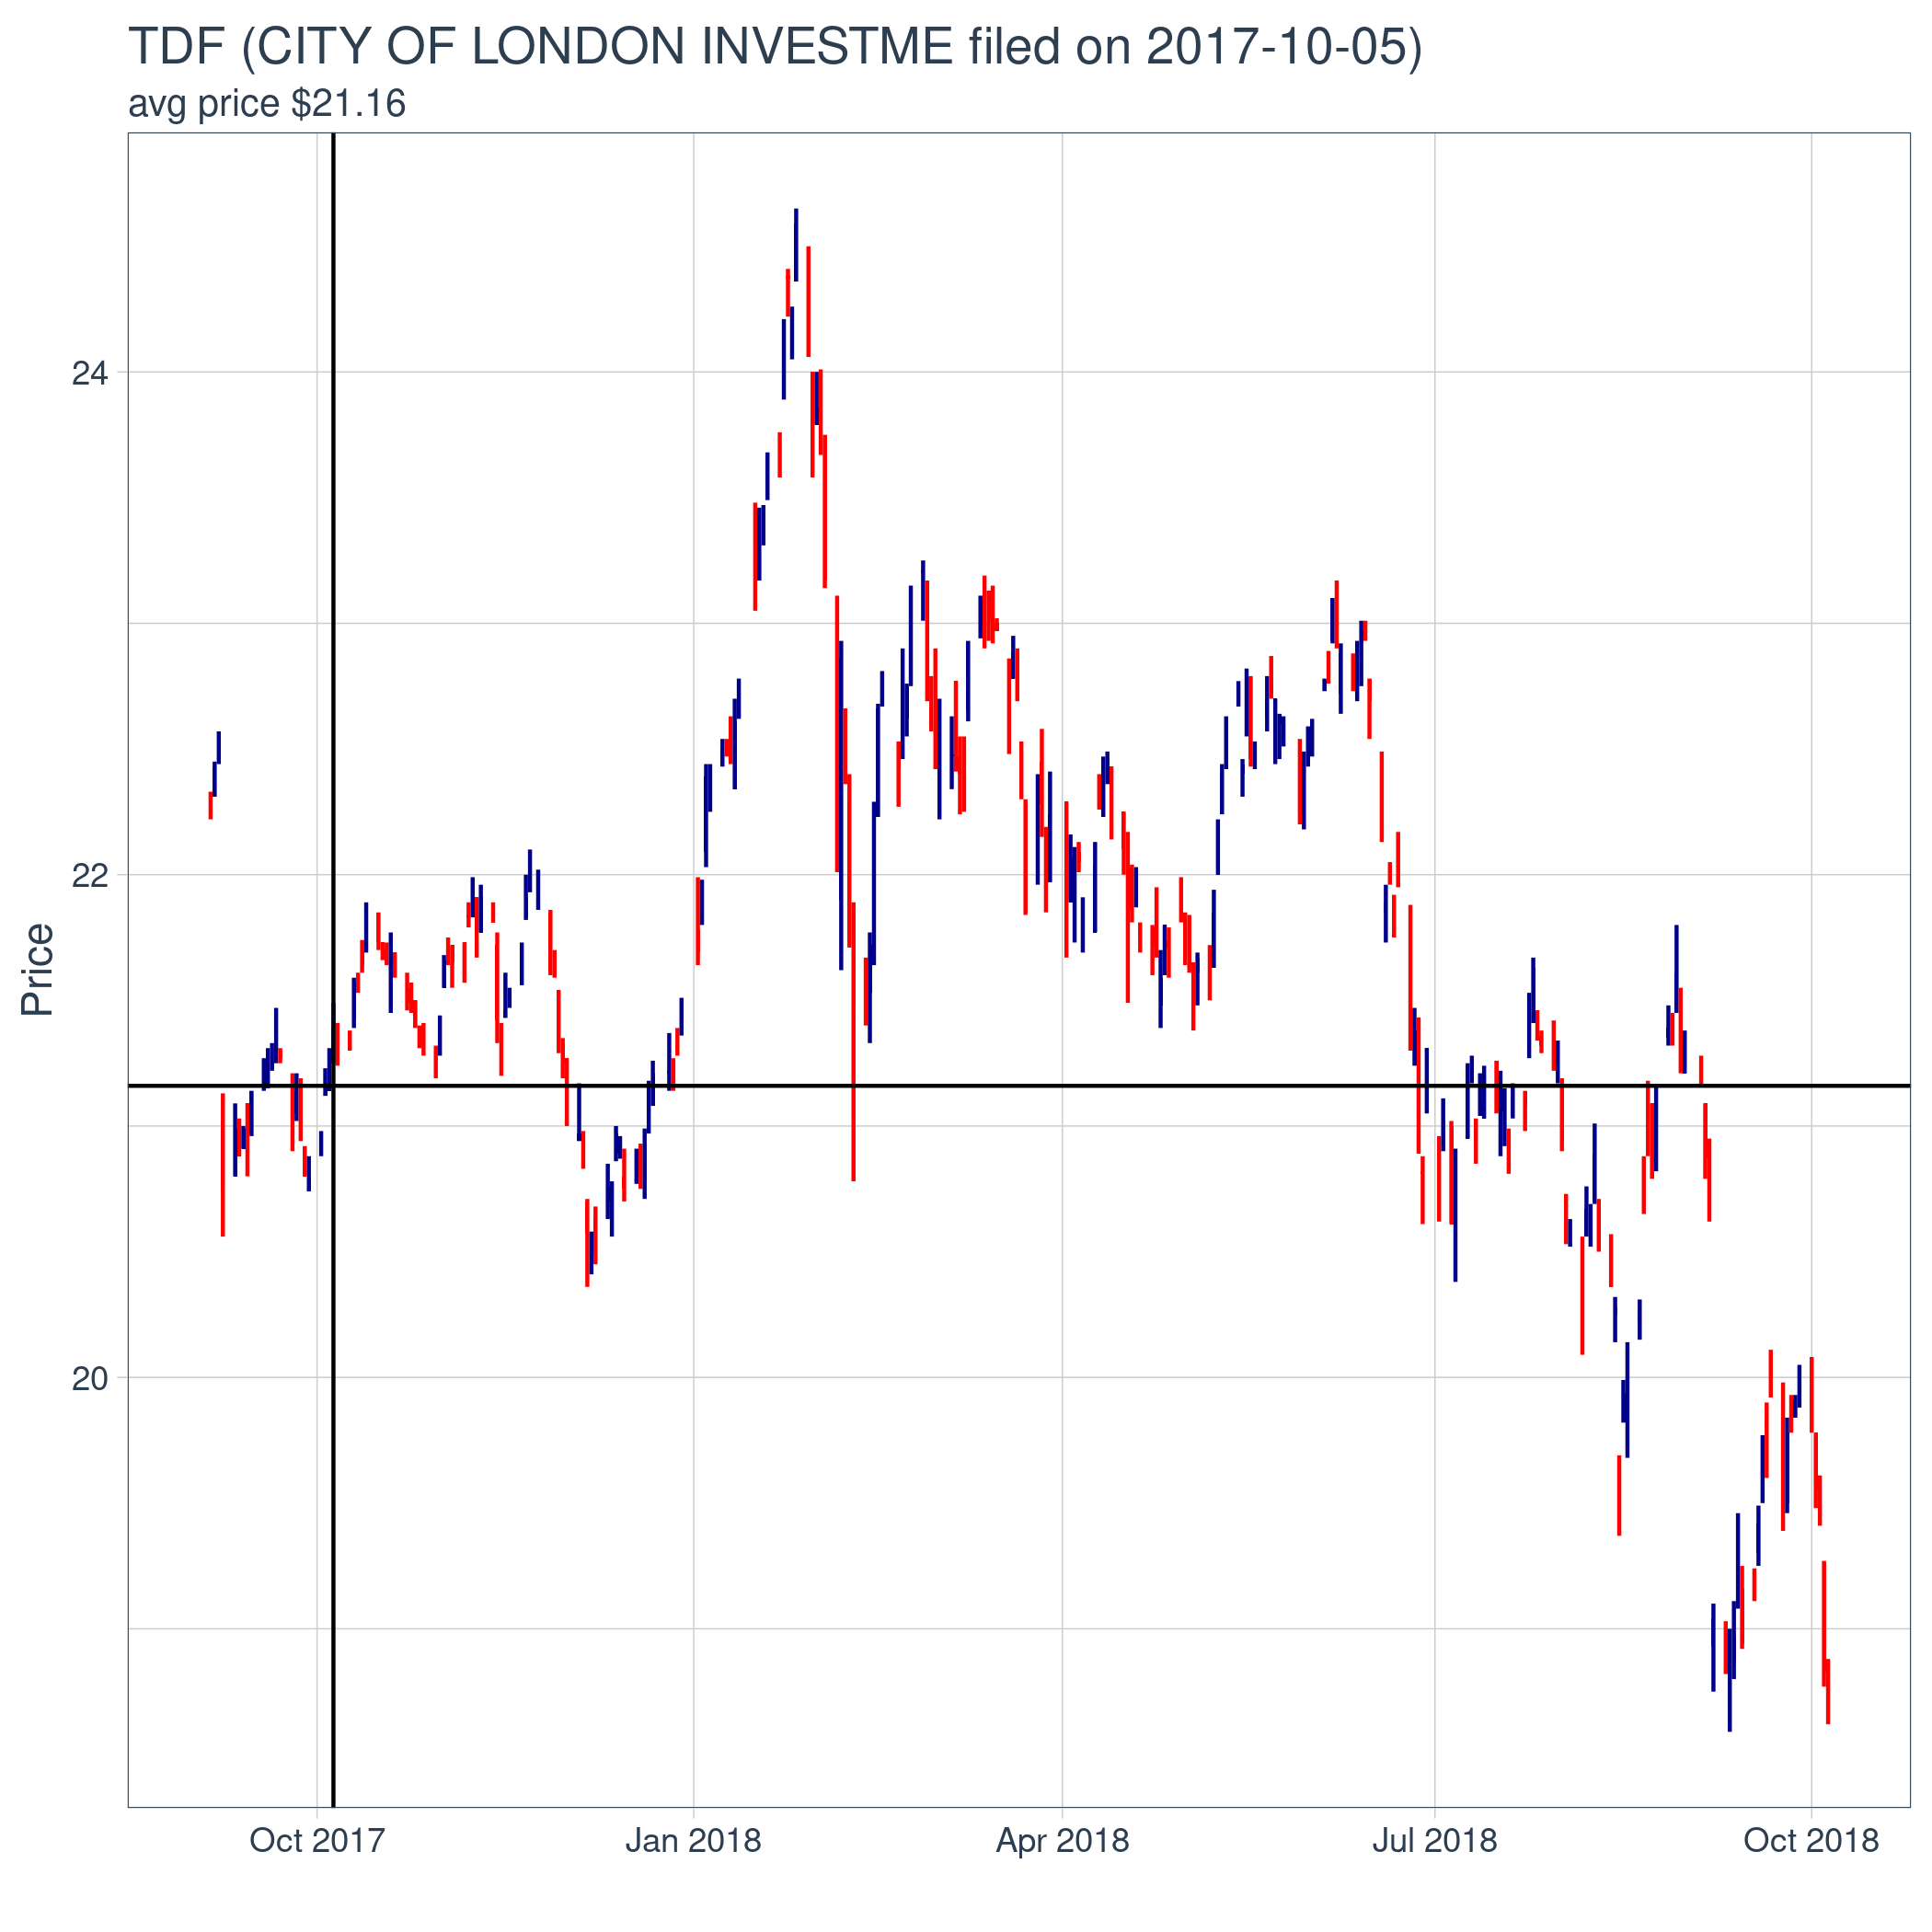 TDF (CITY OF LONDON INVESTME filed on 2017-10-05)
avg price $21.16
24
22
20
Price
Oct 2017
Jan 2018
Apr 2018
Jul 2018
Oct 2018